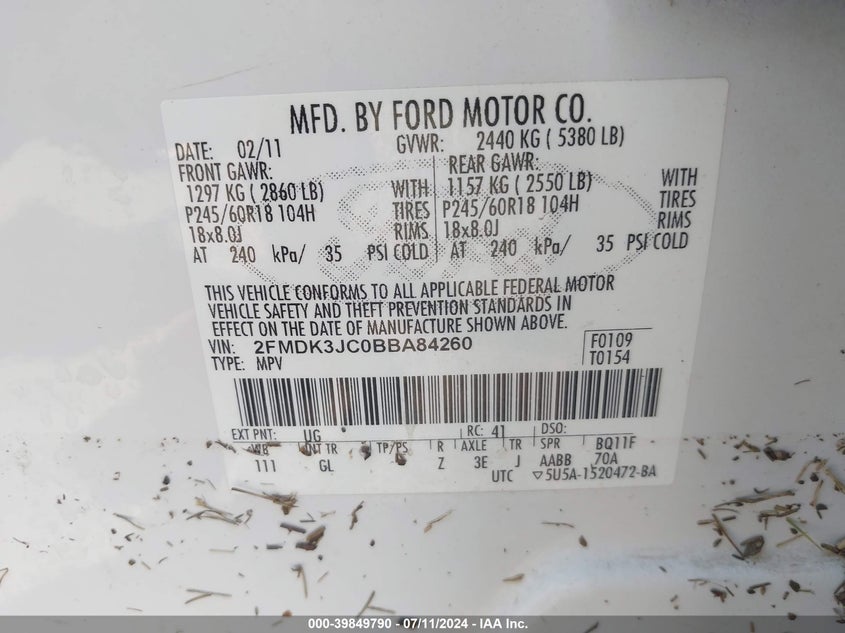 MFD. BY FORD MOTOR CO.
DATE: 02/11 GVWR: 2440 KG ( 5380 LB)
FRONT GAWR: REAR GAWR:
1297 KG ( 2860 LB) WITH 1157 KG ( 2550 LB) WITH
P245/60R18 104H TIRES P245/60R18 104H TIRES
18x8.0J RIMS 18x8.0J RIMS
AT 240 kPa/ 35 PSI COLD AT 240 kPa/ 35 PSI COLD
THIS VEHICLE CONFORMS TO ALL APPLICABLE FEDERAL MOTOR
VEHICLE SAFETY AND THEFT PREVENTION STANDARDS IN
EFFECT ON THE DATE OF MANUFACTURE SHOWN ABOVE.
VIN: 2FMDK3JC0BBA84260 F0109
TYPE: MPV T0154
EXT PNT: UG RC: 41 DSO:
WB INT TR TP/PS R AXLE TR SPR BQ11F
111 GL Z 3E J AABB 70A
UTC ▽5U5A-1520472-BA
000-39849790 - 07/11/2024 - IAA Inc.